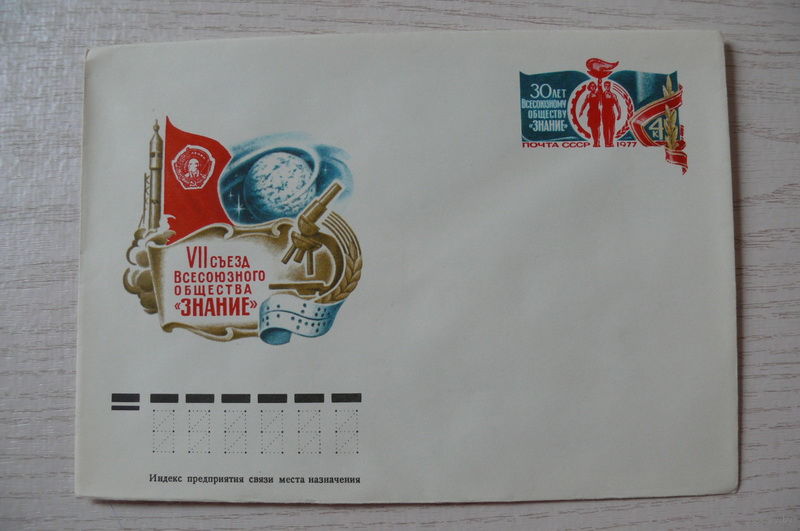 30 ЛЕТ
ВСЕСОЮЗНОМУ
ОБЩЕСТВУ
«ЗНАНИЕ»
4
К
ПОЧТА СССР 1977
VII СЪЕЗД
ВСЕСОЮЗНОГО
ОБЩЕСТВА
«ЗНАНИЕ»
Индекс предприятия связи места назначения